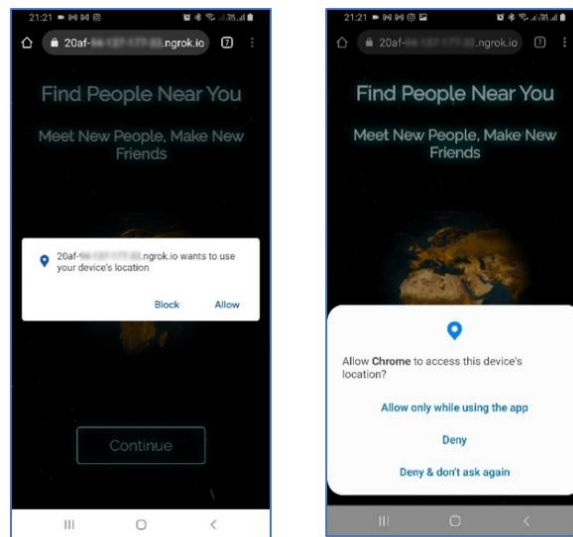 21:21
20af- .ngrok.io 7
Find People Near You
Meet New People, Make New
Friends
20af- .ngrok.io wants to use
your device's location
Block Allow
Continue
21:21
20af- .ngrok.io 7
Find People Near You
Meet New People, Make New
Friends
Allow Chrome to access this device's
location?
Allow only while using the app
Deny
Deny & don't ask again